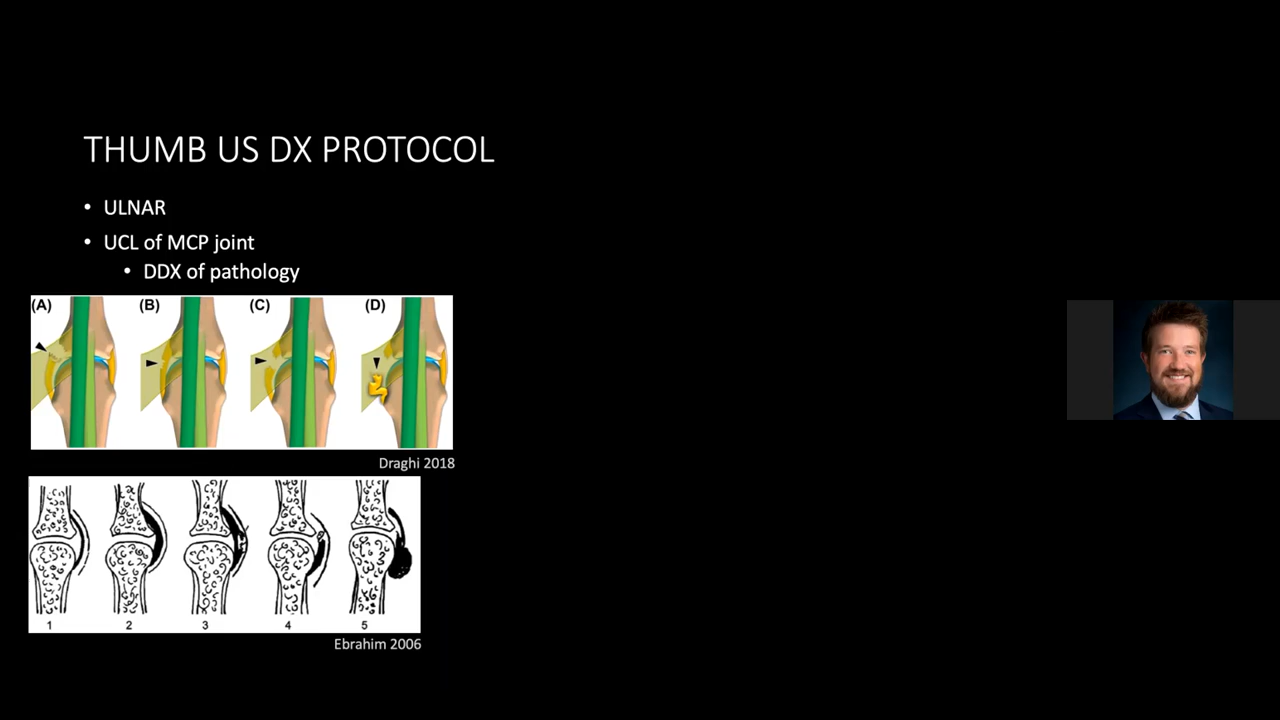 THUMB US DX PROTOCOL
• ULNAR
• UCL of MCP joint
• DDX of pathology
(A) (B) (C) (D)
Draghi 2018
1 2 3 4 5
Ebrahim 2006